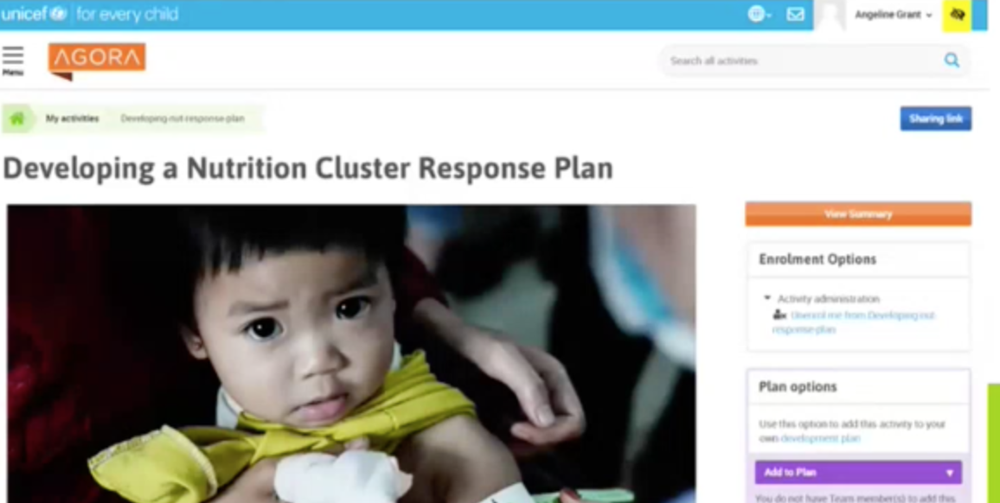 unicef for every child
Angeline Grant
Menu
AGORA
Search all activities
My activities
Developing nut response plan
Sharing link
Developing a Nutrition Cluster Response Plan
View Summary
Enrolment Options
Activity administration
Unenrol me from Developing nut
response plan
Plan options
Use this option to add this activity to your
own development plan
Add to Plan
You do not have Team member(s) to add this